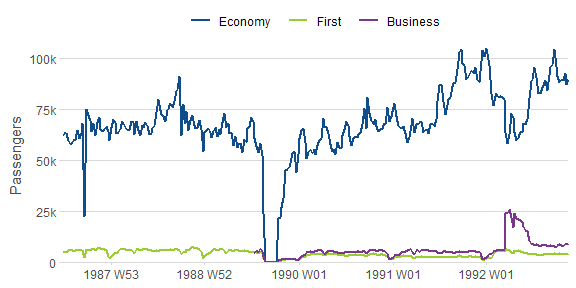 Economy First Business
100k
75k
50k
25k
0
Passengers
1987 W53 1988 W52 1990 W01 1991 W01 1992 W01